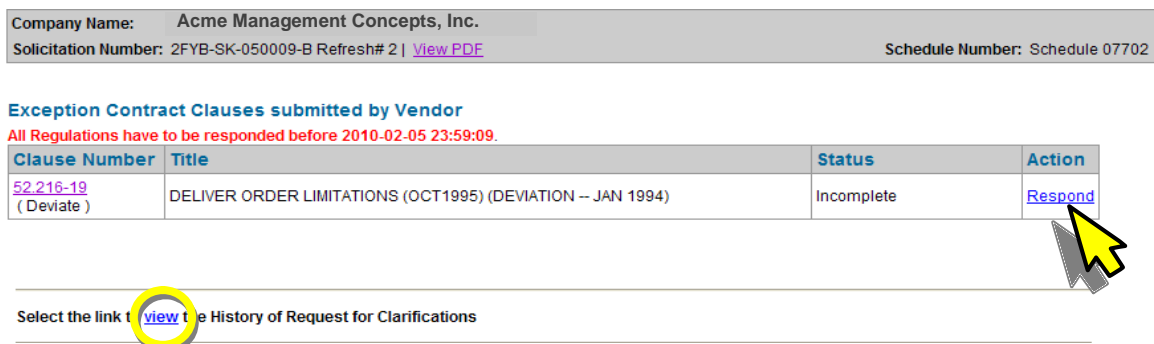 Company Name: Acme Management Concepts, Inc.
Solicitation Number: 2FYB-SK-050009-B Refresh# 2 | View PDF Schedule Number: Schedule 07702
Exception Contract Clauses submitted by Vendor
All Regulations have to be responded before 2010-02-05 23:59:09.
Clause Number Title Status Action
52.216-19 DELIVER ORDER LIMITATIONS (OCT1995) (DEVIATION -- JAN 1994) Incomplete Respond
( Deviate )
Select the link t view t e History of Request for Clarifications